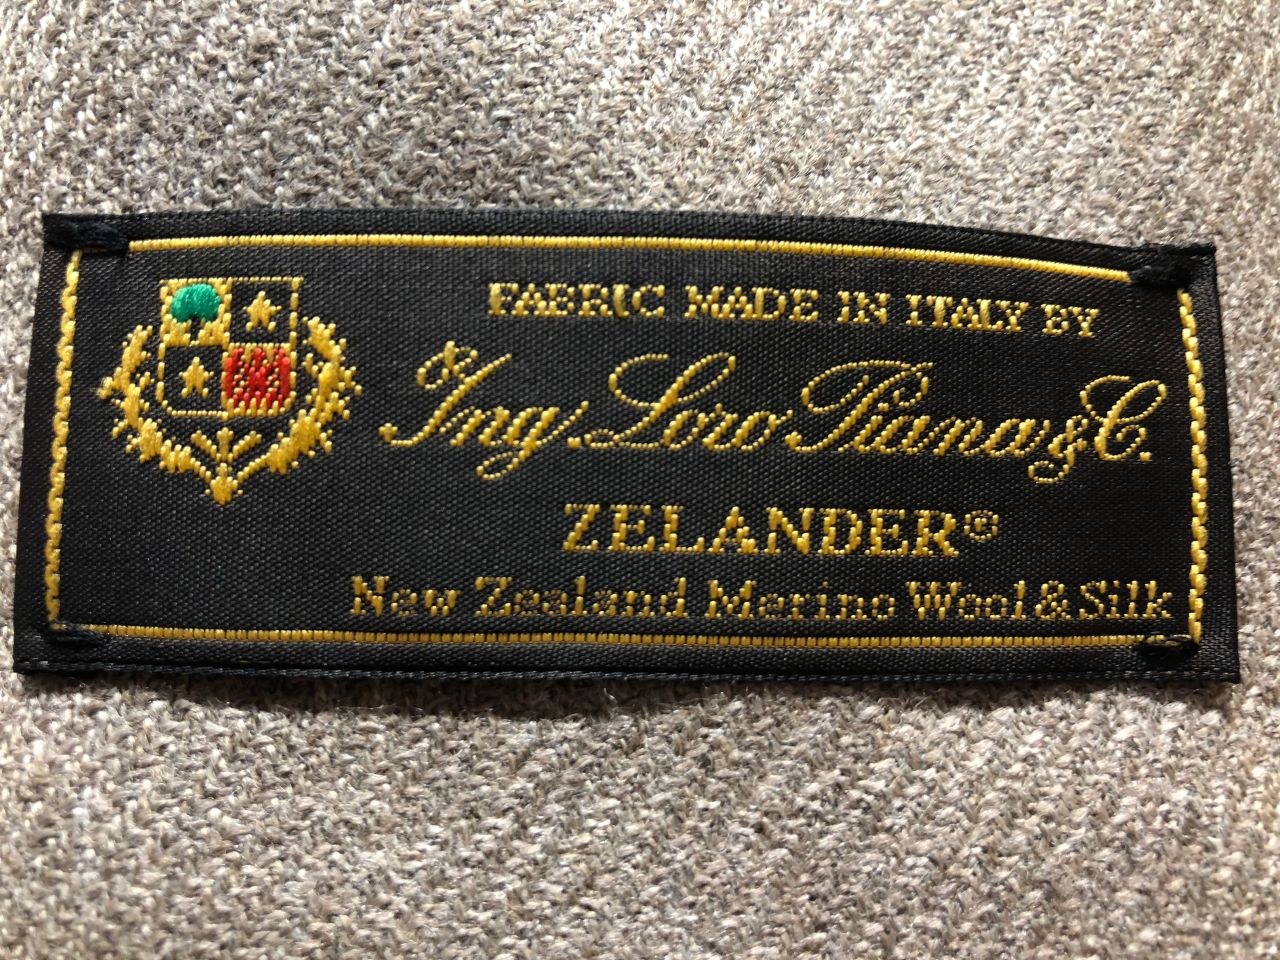 FABRIC MADE IN ITALY BY
Ing. Loro Piana & C.
ZELANDER®
New Zealand Merino Wool & Silk